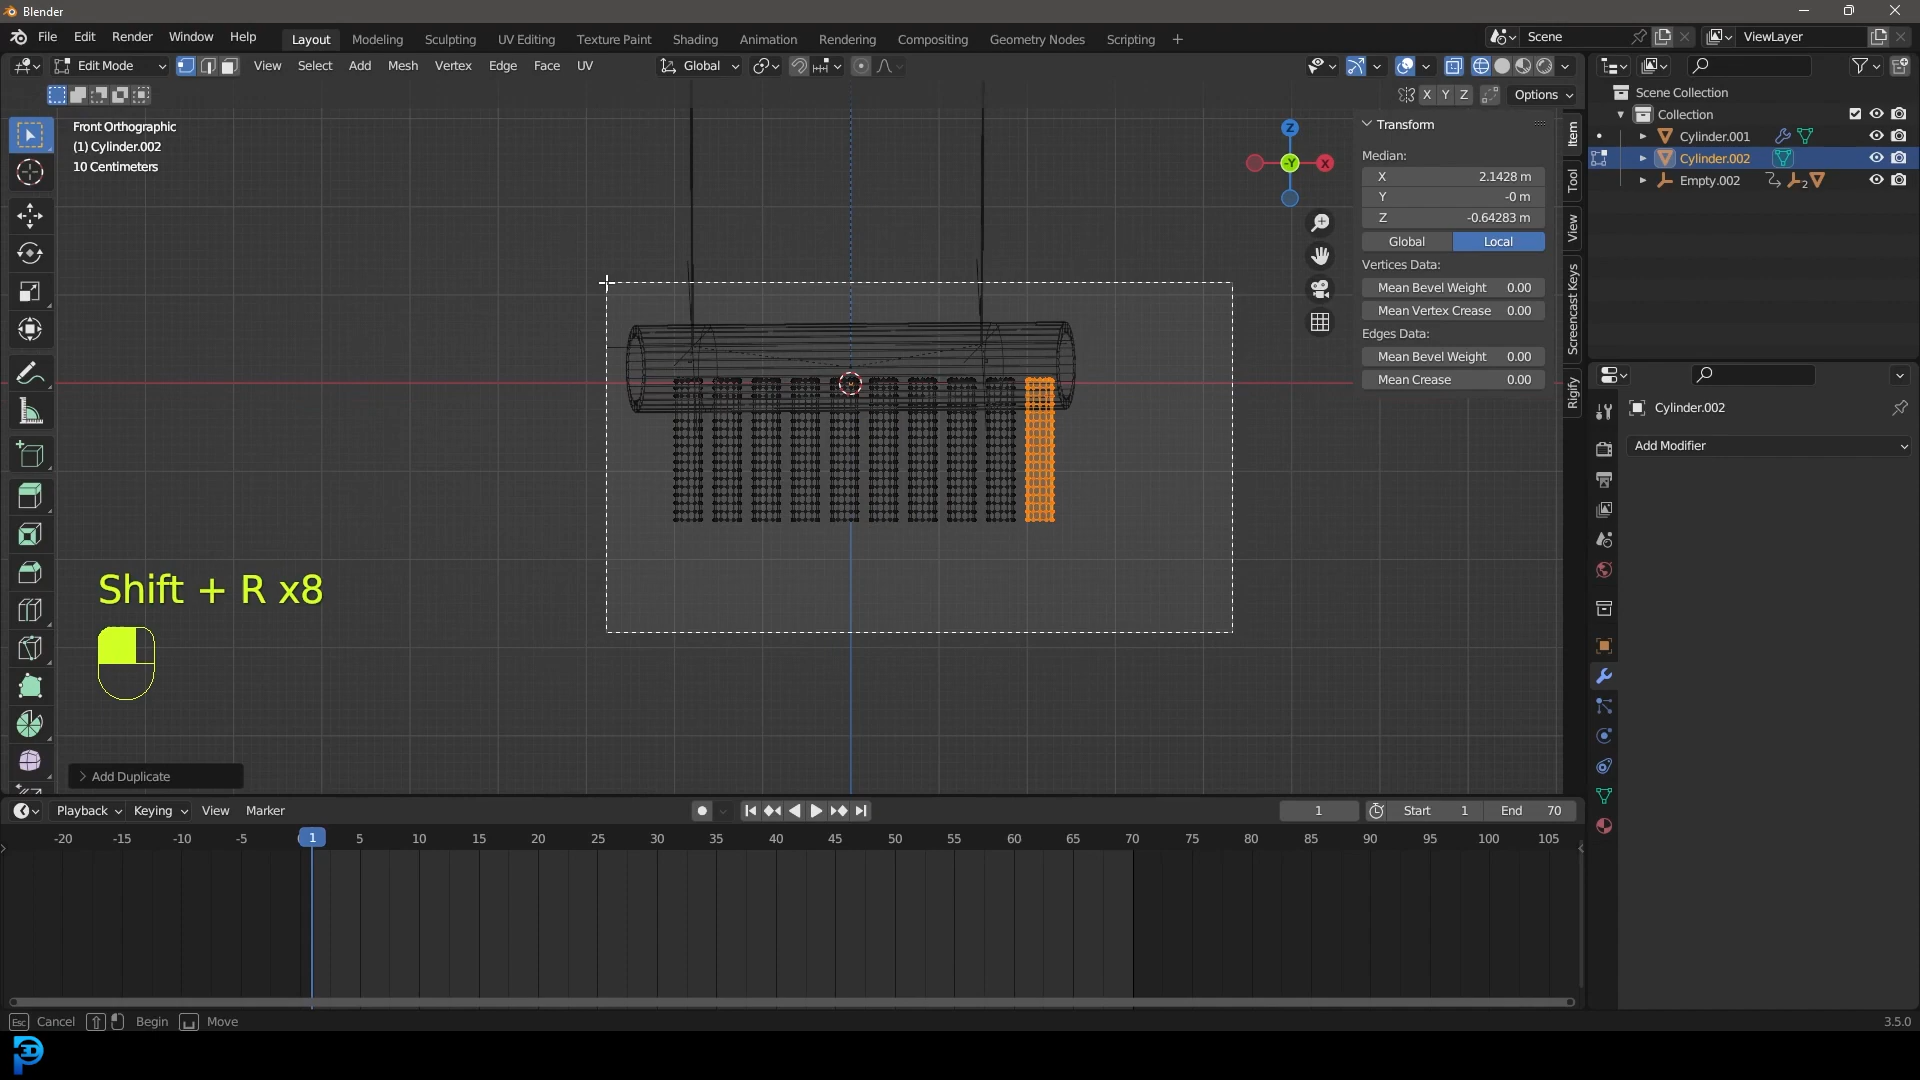 Blender
File Edit Render Window Help
Layout Modeling Sculpting UV Editing Texture Paint Shading Animation Rendering Compositing Geometry Nodes Scripting +
Scene
ViewLayer
Edit Mode
View Select Add Mesh Vertex Edge Face UV
Global
X Y Z
Options
Front Orthographic
(1) Cylinder.002
10 Centimeters
Z
-Y
X
Transform
Median:
X 2.1428 m
Y -0 m
Z -0.64283 m
Global Local
Vertices Data:
Mean Bevel Weight 0.00
Mean Vertex Crease 0.00
Edges Data:
Mean Bevel Weight 0.00
Mean Crease 0.00
Item
Tool
View
Screencast Keys
Rigify
Scene Collection
Collection
Cylinder.001
Cylinder.002
Empty.002
2
Cylinder.002
Add Modifier
Shift + R x8
Add Duplicate
Playback Keying View Marker
1
Start 1
End 70
-20 -15 -10 -5 1 5 10 15 20 25 30 35 40 45 50 55 60 65 70 75 80 85 90 95 100 105
Esc Cancel Begin Move
3.5.0
3D